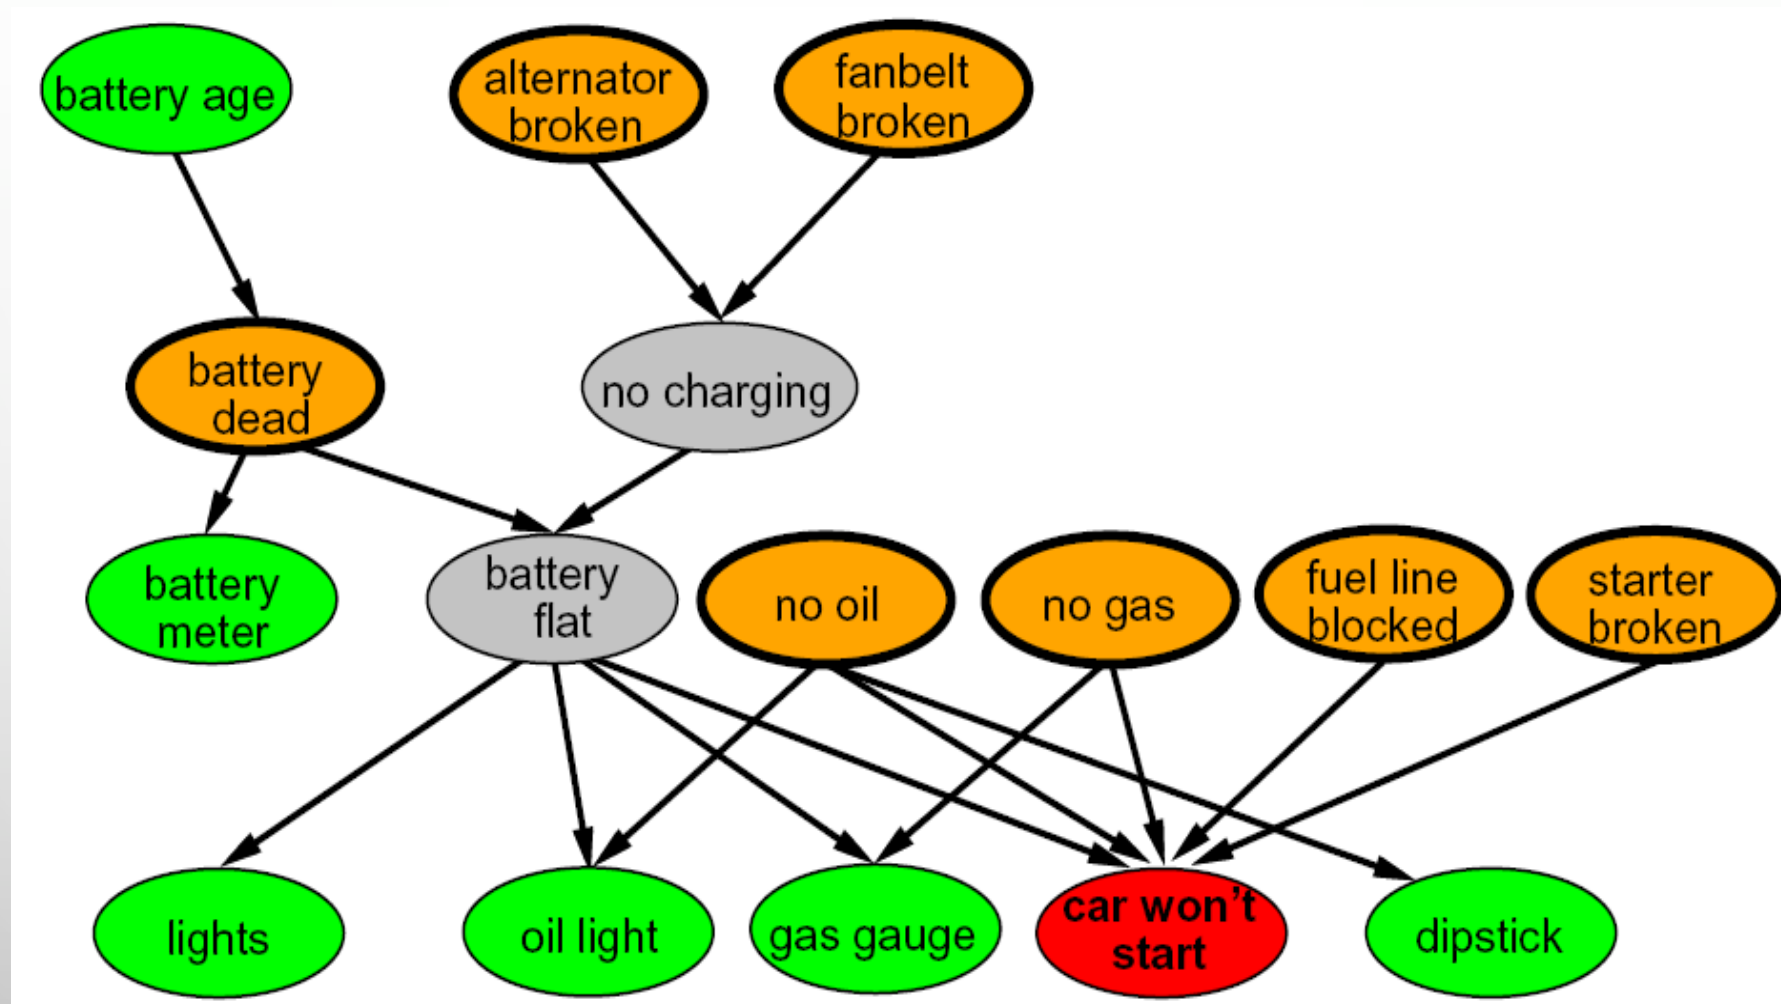 battery age
alternator
broken
fanbelt
broken
battery
dead
no charging
battery
meter
battery
flat
no oil
no gas
fuel line
blocked
starter
broken
lights
oil light
gas gauge
car won't
start
dipstick